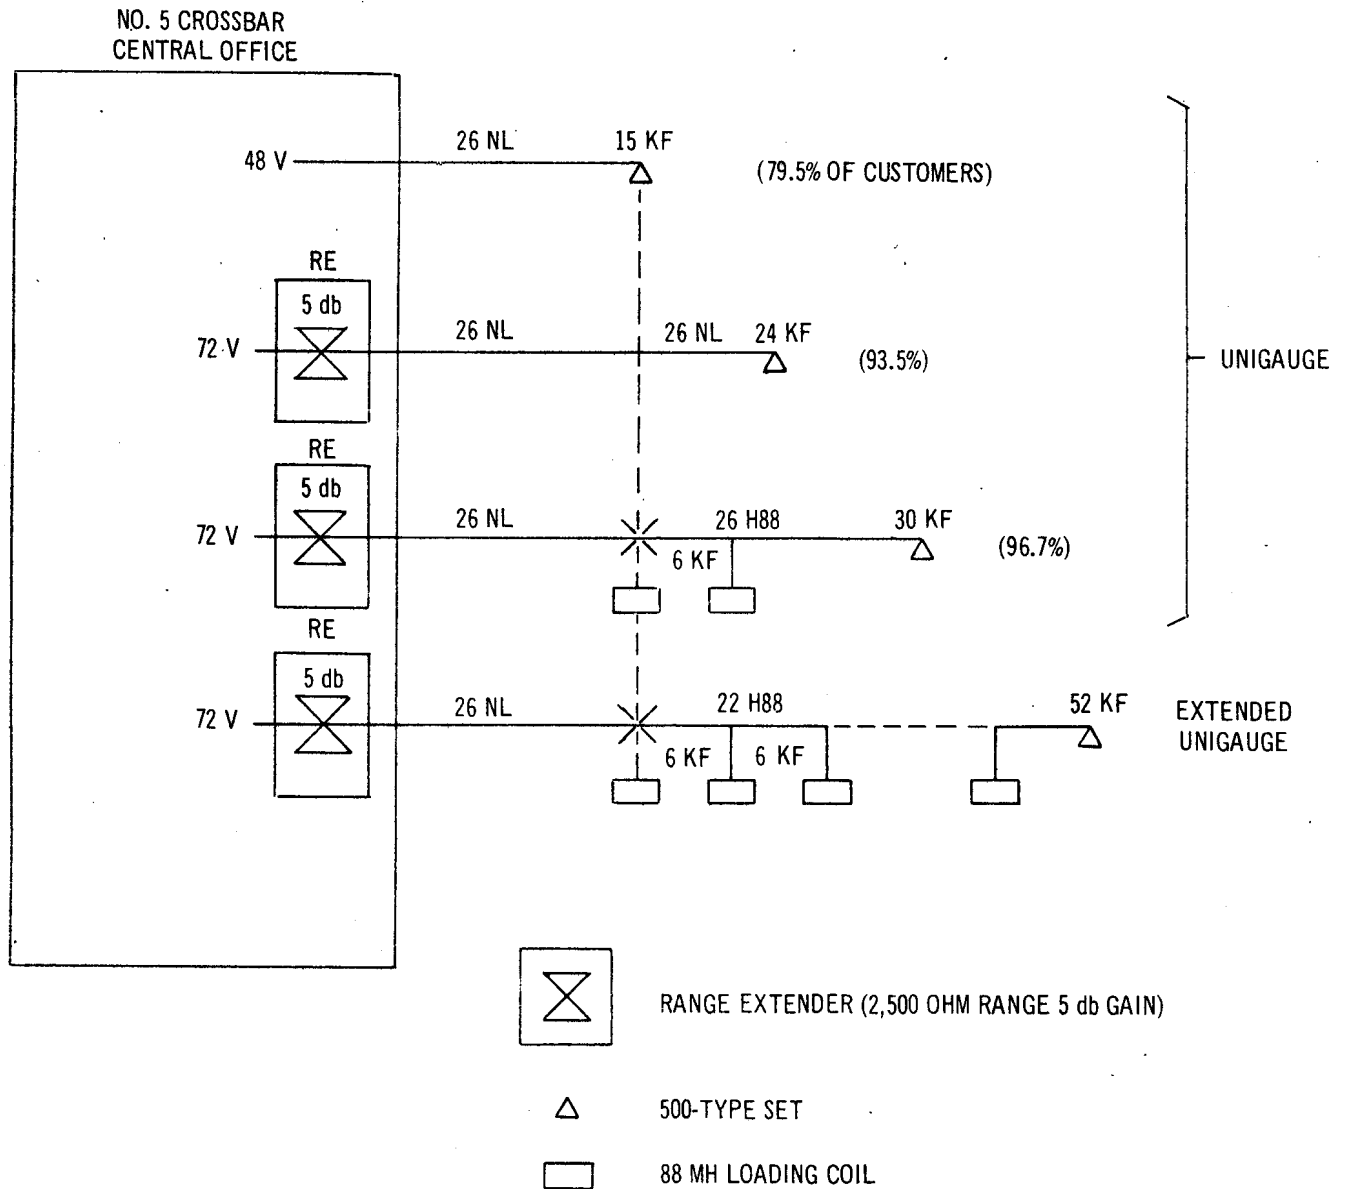 NO. 5 CROSSBAR
CENTRAL OFFICE
48 V
26 NL
15 KF
(79.5% OF CUSTOMERS)
RE
5 db
72 V
26 NL
26 NL
24 KF
(93.5%)
UNIGAUGE
RE
5 db
72 V
26 NL
26 H88
6 KF
30 KF
(96.7%)
RE
5 db
72 V
26 NL
22 H88
6 KF
6 KF
52 KF
EXTENDED
UNIGAUGE
RANGE EXTENDER (2,500 OHM RANGE 5 db GAIN)
500-TYPE SET
88 MH LOADING COIL